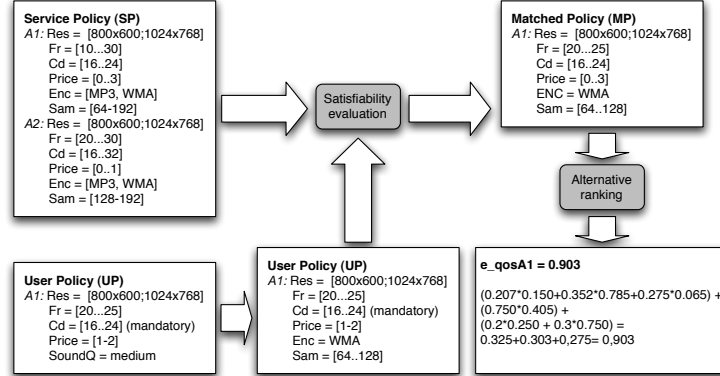 Service Policy (SP)
A1: Res = [800x600;1024x768]
Fr = [10...30]
Cd = [16..24]
Price = [0..3]
Enc = [MP3, WMA]
Sam = [64-192]
A2: Res = [800x600;1024x768]
Fr = [20...30]
Cd = [16..32]
Price = [0..1]
Enc = [MP3, WMA]
Sam = [128-192]
Satisfiability
evaluation
Matched Policy (MP)
A1: Res = [800x600;1024x768]
Fr = [20...25]
Cd = [16..24]
Price = [0..3]
ENC = WMA
Sam = [64..128]
Alternative
ranking
User Policy (UP)
A1: Res = [800x600;1024x768]
Fr = [20...25]
Cd = [16..24] (mandatory)
Price = [1-2]
SoundQ = medium
User Policy (UP)
A1: Res = [800x600;1024x768]
Fr = [20...25]
Cd = [16..24] (mandatory)
Price = [1-2]
Enc = WMA
Sam = [64..128]
e_qosA1 = 0.903
(0.207*0.150+0.352*0.785+0.275*0.065) +
(0.750*0.405) +
(0.2*0.250 + 0.3*0.750) =
0.325+0.303+0,275= 0,903